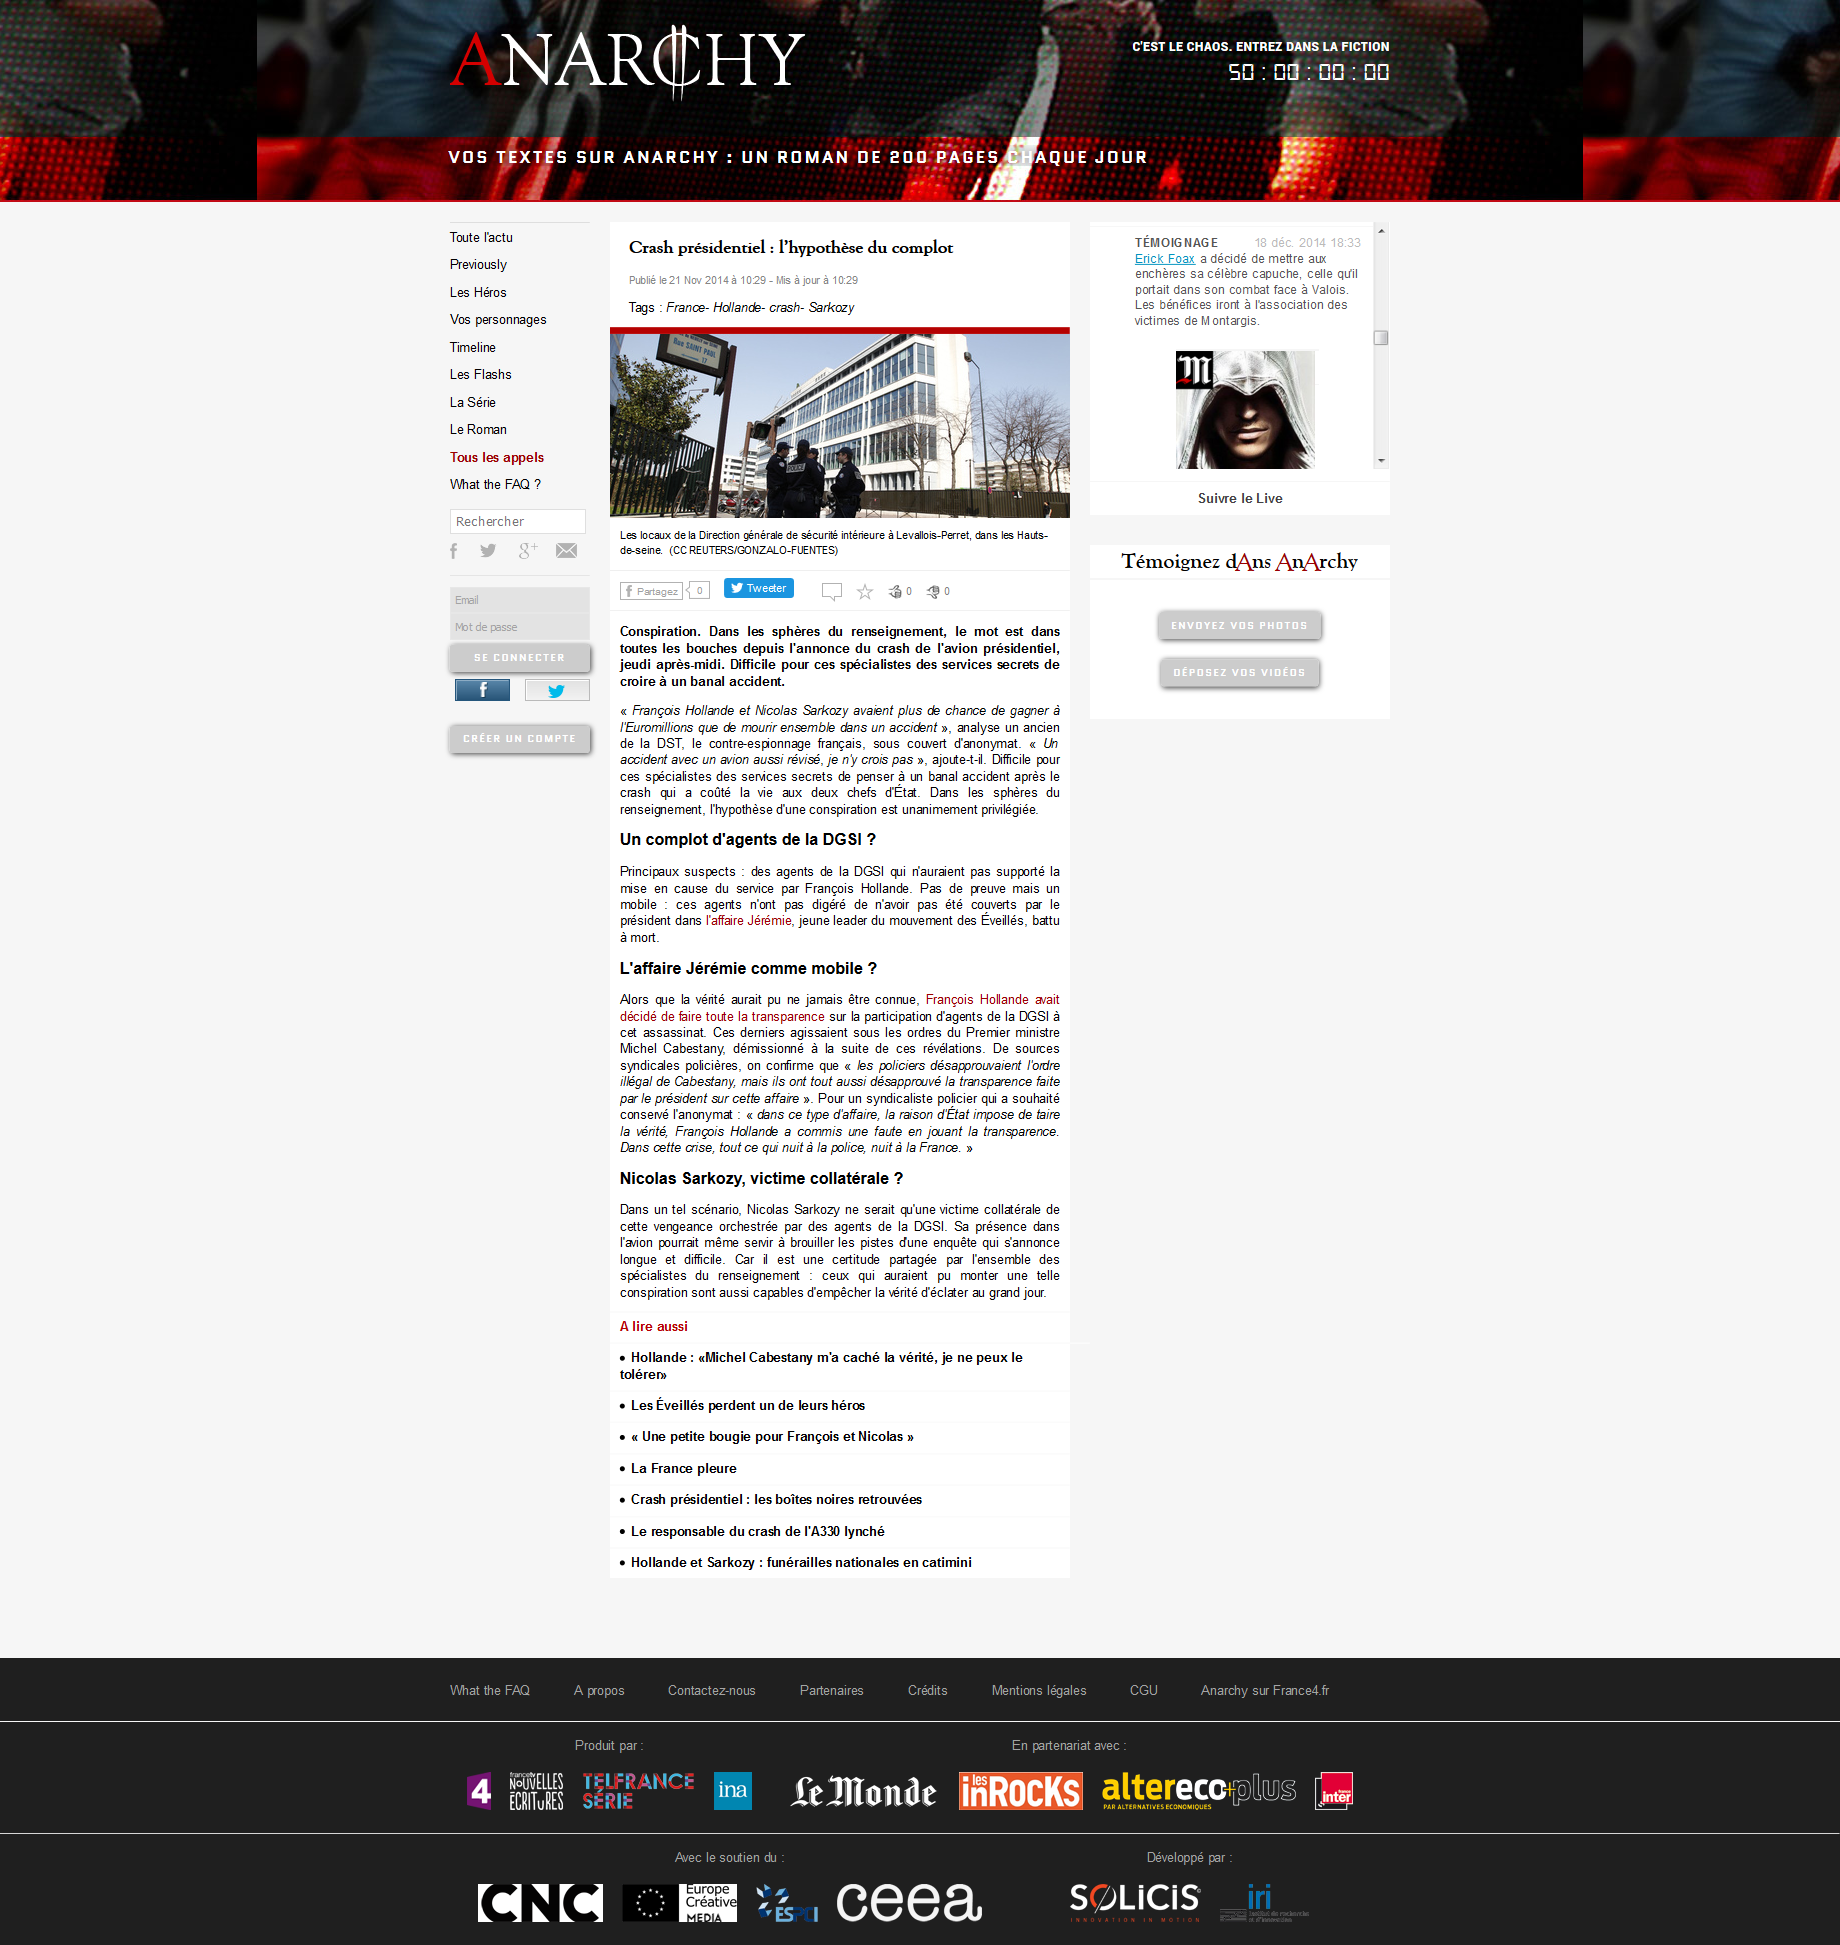 ANARCHY
C'EST LE CHAOS. ENTREZ DANS LA FICTION
50 : 00 : 00 : 00
VOS TEXTES SUR ANARCHY : UN ROMAN DE 200 PAGES CHAQUE JOUR
Toute l'actu
Previously
Les Héros
Vos personnages
Timeline
Les Flashs
La Série
Le Roman
Tous les appels
What the FAQ ?
Rechercher
Email
Mot de passe
SE CONNECTER
CRÉER UN COMPTE
Crash présidentiel : l'hypothèse du complot
Publié le 21 Nov 2014 à 10:29 - Mis à jour à 10:29
Tags : France- Hollande- crash- Sarkozy
Rue SAINT PAUL
POLICE
Les locaux de la Direction générale de sécurité intérieure à Levallois-Perret, dans les Hauts-
de-seine. (CC REUTERS/GONZALO-FUENTES)
Partagez 0 Tweeter 0 0
Conspiration. Dans les sphères du renseignement, le mot est dans
toutes les bouches depuis l'annonce du crash de l'avion présidentiel,
jeudi après-midi. Difficile pour ces spécialistes des services secrets de
croire à un banal accident.
« François Hollande et Nicolas Sarkozy avaient plus de chance de gagner à
l'Euromillions que de mourir ensemble dans un accident », analyse un ancien
de la DST, le contre-espionnage français, sous couvert d'anonymat. « Un
accident avec un avion aussi révisé, je n'y crois pas », ajoute-t-il. Difficile pour
ces spécialistes des services secrets de penser à un banal accident après le
crash qui a coûté la vie aux deux chefs d'État. Dans les sphères du
renseignement, l'hypothèse d'une conspiration est unanimement privilégiée.
Un complot d'agents de la DGSI ?
Principaux suspects : des agents de la DGSI qui n'auraient pas supporté la
mise en cause du service par François Hollande. Pas de preuve mais un
mobile : ces agents n'ont pas digéré de n'avoir pas été couverts par le
président dans l'affaire Jérémie, jeune leader du mouvement des Éveillés, battu
à mort.
L'affaire Jérémie comme mobile ?
Alors que la vérité aurait pu ne jamais être connue, François Hollande avait
décidé de faire toute la transparence sur la participation d'agents de la DGSI à
cet assassinat. Ces derniers agissaient sous les ordres du Premier ministre
Michel Cabestany, démissionné à la suite de ces révélations. De sources
syndicales policières, on confirme que « les policiers désapprouvaient l'ordre
illégal de Cabestany, mais ils ont tout aussi désapprouvé la transparence faite
par le président sur cette affaire ». Pour un syndicaliste policier qui a souhaité
conservé l'anonymat : « dans ce type d'affaire, la raison d'État impose de taire
la vérité, François Hollande a commis une faute en jouant la transparence.
Dans cette crise, tout ce qui nuit à la police, nuit à la France. »
Nicolas Sarkozy, victime collatérale ?
Dans un tel scénario, Nicolas Sarkozy ne serait qu'une victime collatérale de
cette vengeance orchestrée par des agents de la DGSI. Sa présence dans
l'avion pourrait même servir à brouiller les pistes d'une enquête qui s'annonce
longue et difficile. Car il est une certitude partagée par l'ensemble des
spécialistes du renseignement : ceux qui auraient pu monter une telle
conspiration sont aussi capables d'empêcher la vérité d'éclater au grand jour.
A lire aussi
• Hollande : «Michel Cabestany m'a caché la vérité, je ne peux le
tolérer»
• Les Éveillés perdent un de leurs héros
• « Une petite bougie pour François et Nicolas »
• La France pleure
• Crash présidentiel : les boîtes noires retrouvées
• Le responsable du crash de l'A330 lynché
• Hollande et Sarkozy : funérailles nationales en catimini
TÉMOIGNAGE 18 déc. 2014 18:33
Erick Foax a décidé de mettre aux
enchères sa célèbre capuche, celle qu'il
portait dans son combat face à Valois.
Les bénéfices iront à l'association des
victimes de Montargis.
M
Suivre le Live
Témoignez dAns AnArchy
ENVOYEZ VOS PHOTOS
DÉPOSEZ VOS VIDÉOS
What the FAQ A propos Contactez-nous Partenaires Crédits Mentions légales CGU Anarchy sur France4.fr
Produit par : En partenariat avec :
4 francetv NOUVELLES ECRITURES TELFRANCE SÉRIE ina Le Monde les inROCKS altereco+plus PAR ALTERNATIVES ECONOMIQUES france inter
Avec le soutien du : Développé par :
CNC Europe Créative MEDIA ESPCI ceea SOLICIS INNOVATION IN MOTION iri